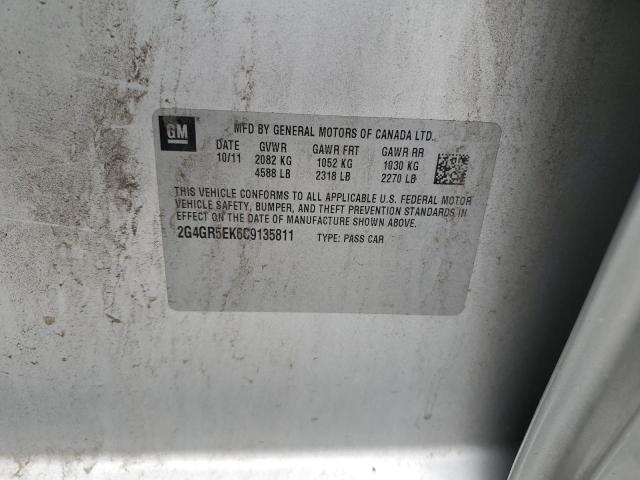 GM
MFD BY GENERAL MOTORS OF CANADA LTD.
DATE GVWR GAWR FRT GAWR RR
10/11 2082 KG 1052 KG 1030 KG
4588 LB 2318 LB 2270 LB
THIS VEHICLE CONFORMS TO ALL APPLICABLE U.S. FEDERAL MOTOR
VEHICLE SAFETY, BUMPER, AND THEFT PREVENTION STANDARDS IN
EFFECT ON THE DATE OF MANUFACTURE SHOWN ABOVE.
2G4GR5EK6C9135811 TYPE: PASS CAR